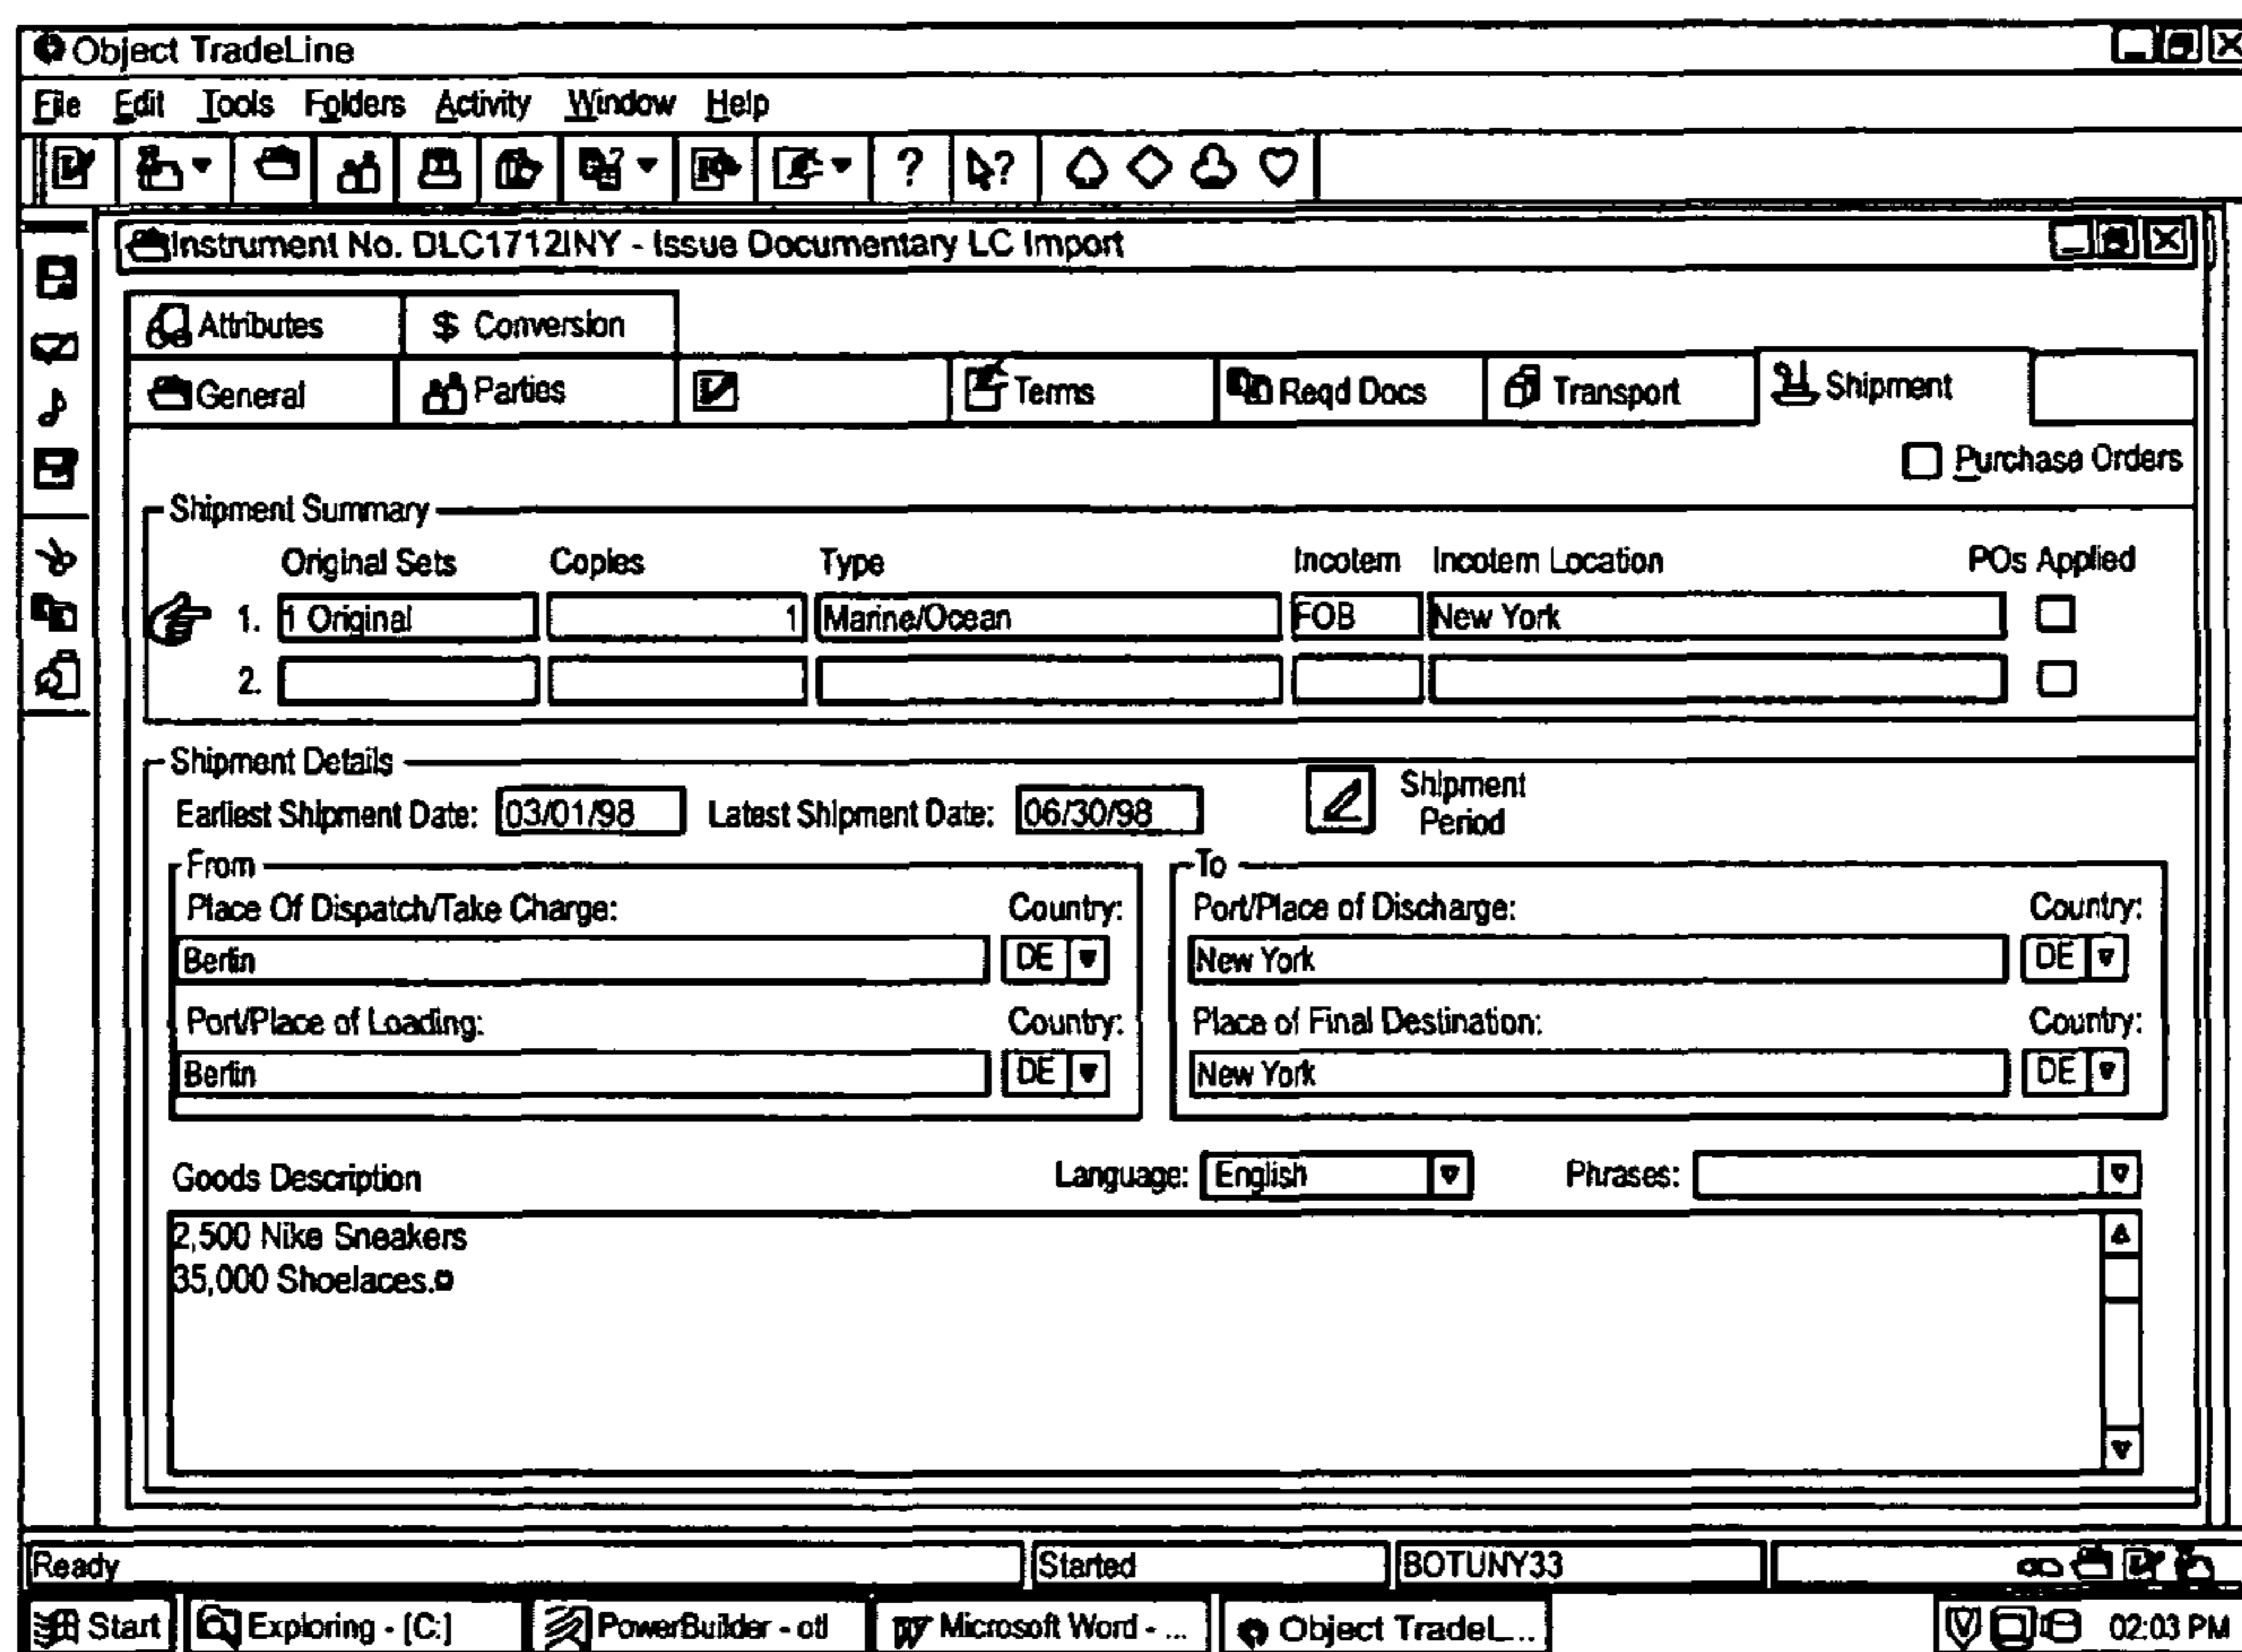 Object TradeLine
File Edit Tools Folders Activity Window Help
Instrument No. DLC1712INY - Issue Documentary LC Import
Attributes $ Conversion
General Parties Terms Reqd Docs Transport Shipment
Purchase Orders
Shipment Summary
Original Sets Copies Type Incotem Incotem Location POs Applied
1. 1 Original 1 Marine/Ocean FOB New York
2.
Shipment Details
Shipment
Earliest Shipment Date: 03/01/98 Latest Shipment Date: 06/30/98
Period
From To
Place Of Dispatch/Take Charge: Country: Port/Place of Discharge: Country:
Berlin DE New York DE
Port/Place of Loading: Country: Place of Final Destination: Country:
Berlin DE New York DE
Goods Description Language: English Phrases:
2,500 Nike Sneakers
35,000 Shoelaces.¤
Ready Started BOTUNY33
Start Exploring - [C:] PowerBuilder - otl Microsoft Word - ... Object TradeL... 02:03 PM